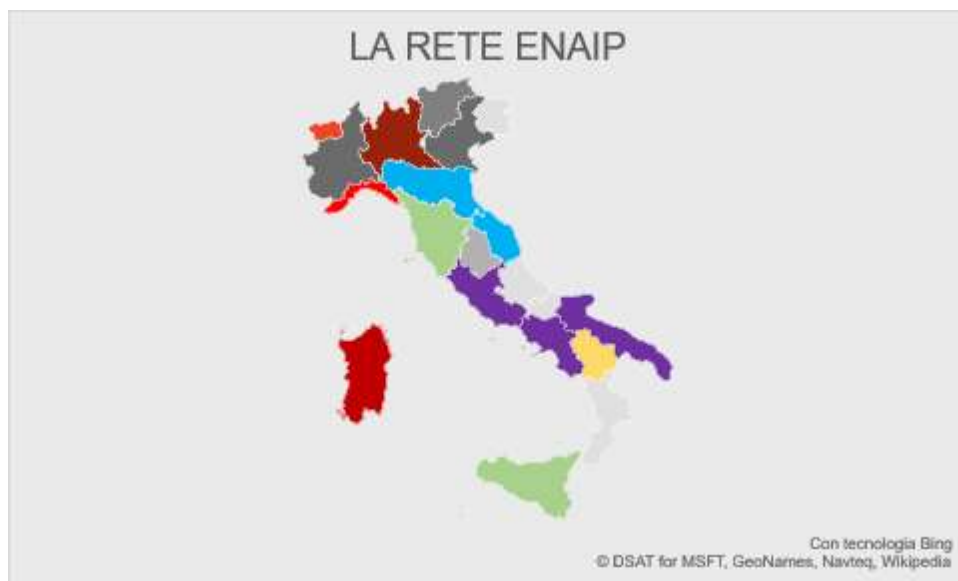 LA RETE ENAIP
Con tecnologia Bing
© DSAT for MSFT, GeoNames, Navteq, Wikipedia